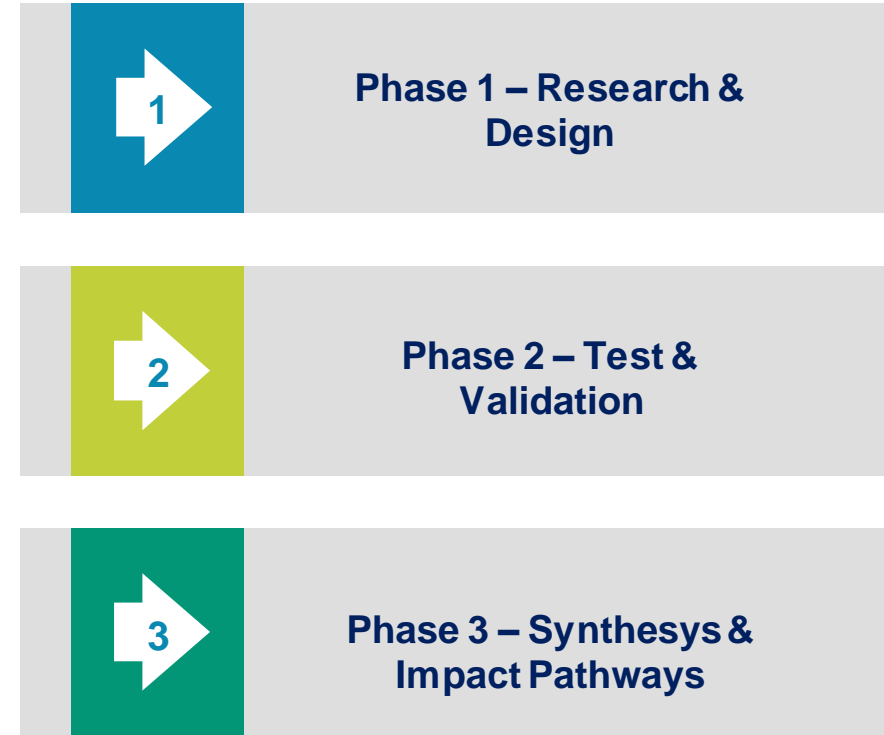 1
Phase 1 – Research &
Design
2
Phase 2 – Test &
Validation
3
Phase 3 – Synthesys &
Impact Pathways